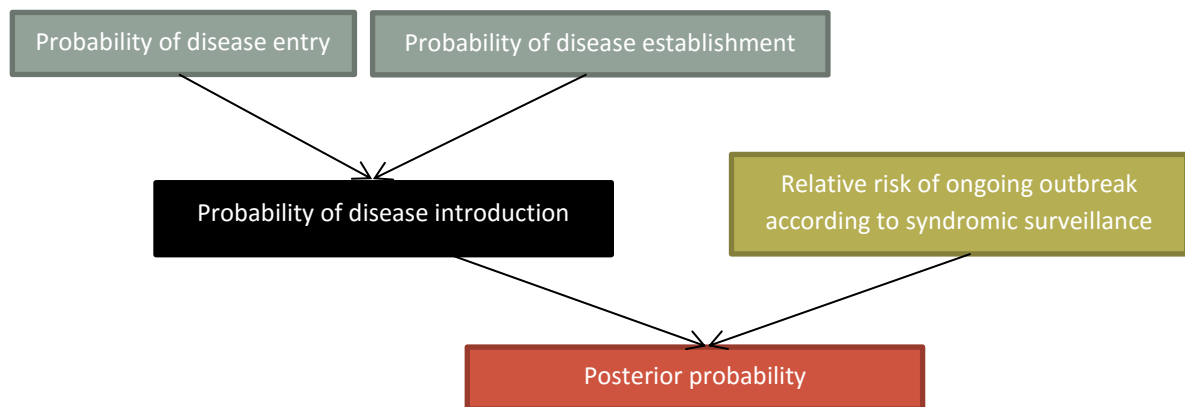 Probability of disease entry
Probability of disease establishment
Probability of disease introduction
Relative risk of ongoing outbreak
according to syndromic surveillance
Posterior probability